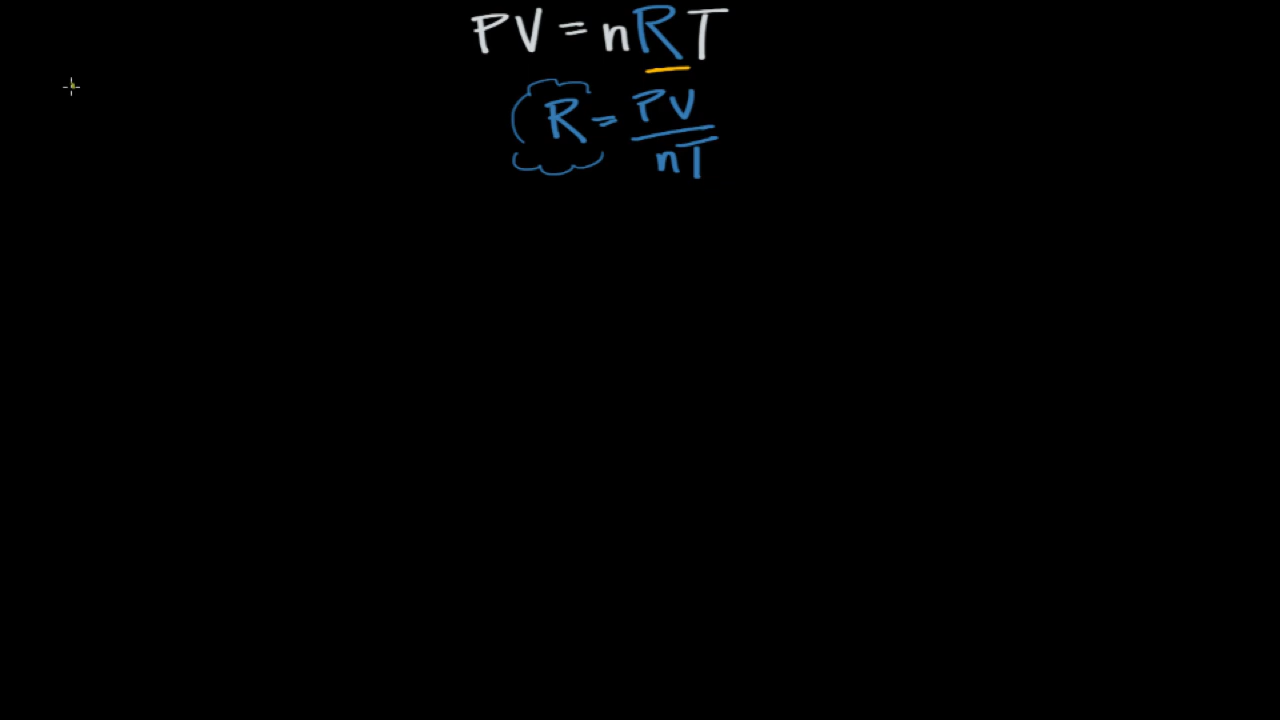 PV = nRT
R = PV/nT